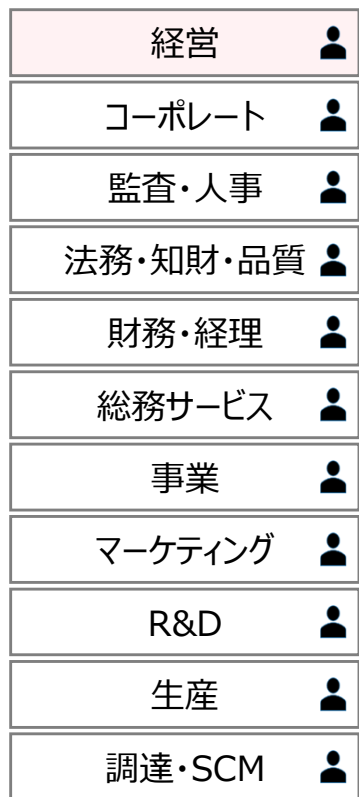 経営
コーポレート
監査・人事
法務・知財・品質
財務・経理
総務サービス
事業
マーケティング
R&D
生産
調達・SCM